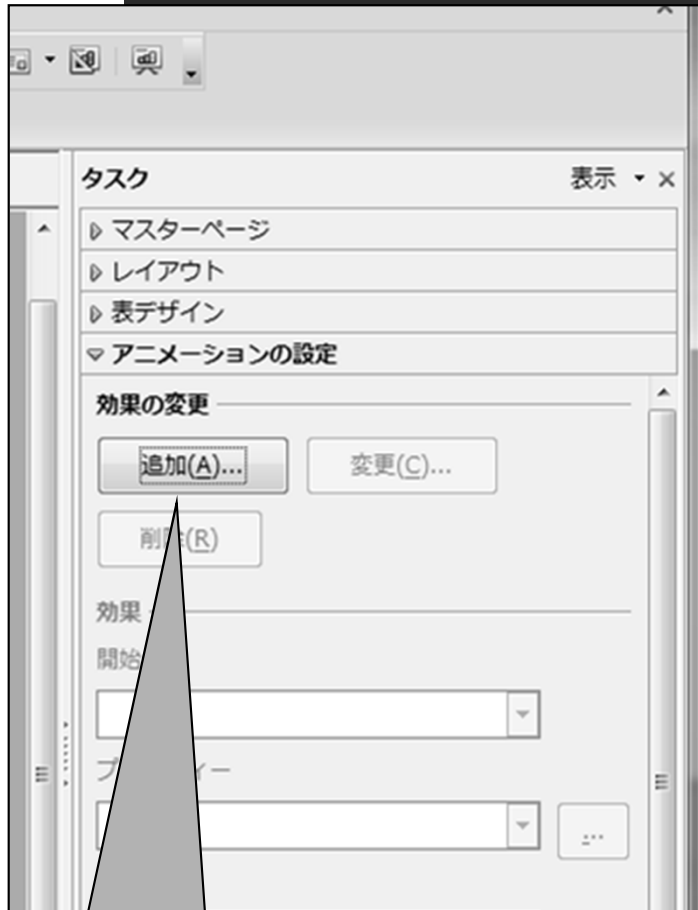 タスク
表示
マスターページ
レイアウト
表デザイン
アニメーションの設定
効果の変更
追加(A)...
変更(C)...
(R)
効果
開始
...